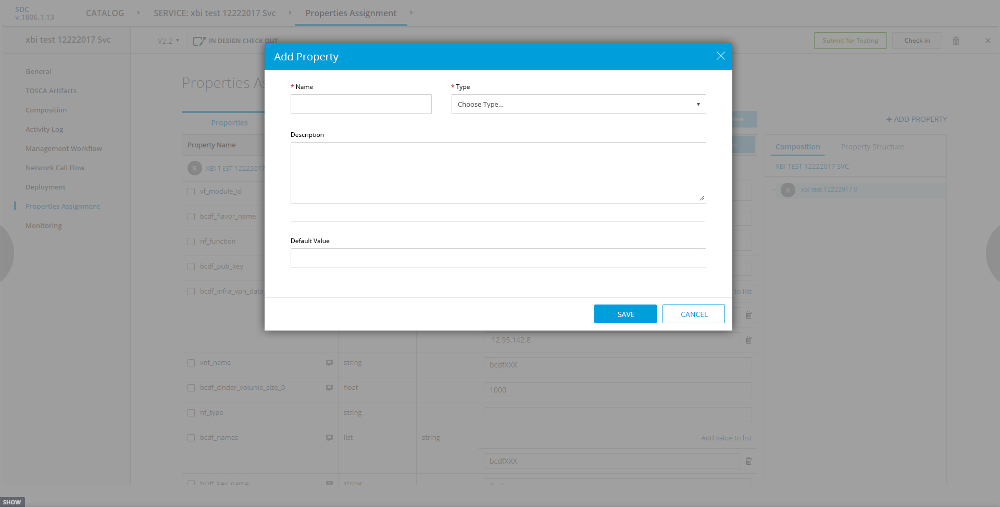 SDC
v.1806.1.13
CATALOG
SERVICE: xbi test 12222017 Svc
Properties Assignment
xbi test 12222017 Svc
V2.2
IN DESIGN CHECK OUT
Submit for Testing
Check in
General
TOSCA Artifacts
Composition
Activity Log
Management Workflow
Network Call Flow
Deployment
Properties Assignment
Monitoring
Properties
Add Property
* Name
* Type
Choose Type...
Description
Default Value
SAVE
CANCEL
Properties
+ ADD PROPERTY
Property Name
Composition
Property Structure
R
XBI TEST 12222017
XBI TEST 12222017 SVC
R
xbi test 12222017 0
vf_module_id
bcdf_flavor_name
nf_function
bcdf_pub_key
bcdf_infra_vpn_data_
to list
12.95.142.8
vnf_name
string
bcdfXXX
bcdf_cinder_volume_size_0
float
1000
nf_type
string
bcdf_names
list
string
Add value to list
bcdfXXX
bcdf_key_name
string
SHOW